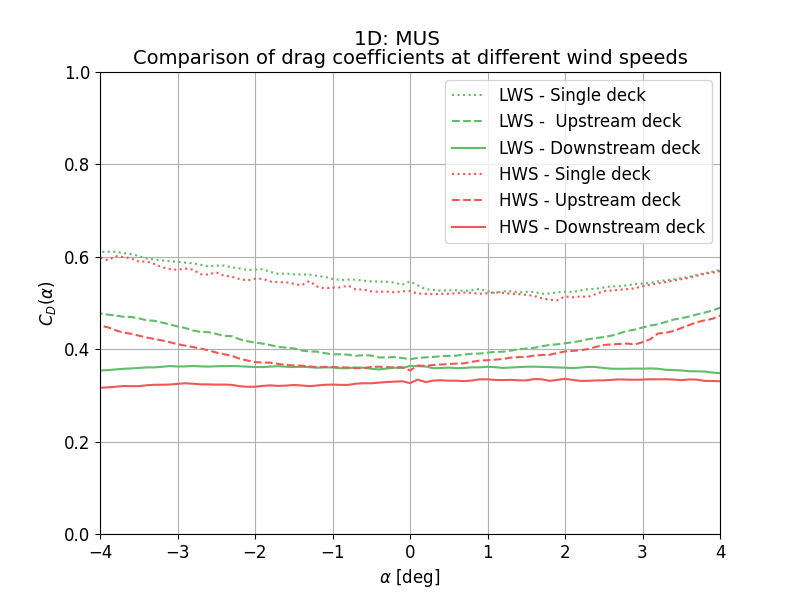 1D: MUS
Comparison of drag coefficients at different wind speeds
1.0
0.8
0.6
0.4
0.2
0.0
−4
−3
−2
−1
0
1
2
3
4
C_D(α)
α [deg]
LWS - Single deck
LWS -  Upstream deck
LWS - Downstream deck
HWS - Single deck
HWS - Upstream deck
HWS - Downstream deck